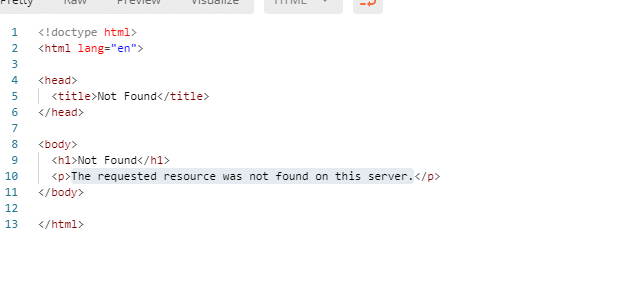 Pretty Raw Preview Visualize HTML
1 <!doctype html>
2 <html lang="en">
3
4 <head>
5 <title>Not Found</title>
6 </head>
7
8 <body>
9 <h1>Not Found</h1>
10 <p>The requested resource was not found on this server.</p>
11 </body>
12
13 </html>